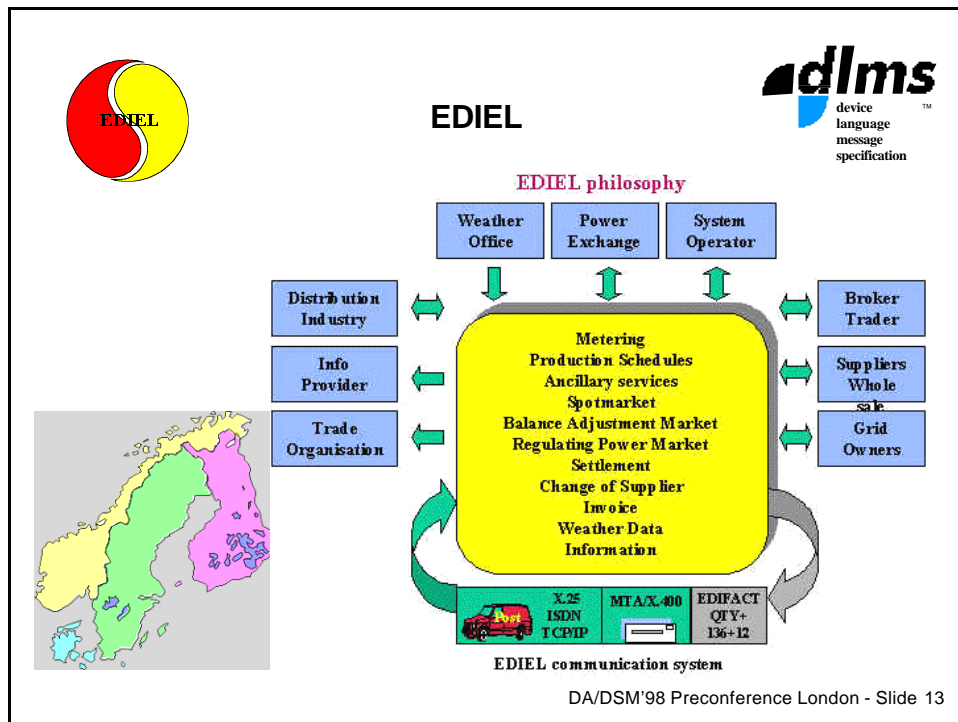 EDIEL
EDIEL
dlms
™
device
language
message
specification
EDIEL philosophy
Weather
Office
Power
Exchange
System
Operator
Distribution
Industry
Info
Provider
Trade
Organisation
Metering
Production Schedules
Ancillary services
Spotmarket
Balance Adjustment Market
Regulating Power Market
Settlement
Change of Supplier
Invoice
Weather Data
Information
Broker
Trader
Suppliers
Whole
sale
Grid
Owners
Post
X.25
ISDN
TCP/IP
MTA/X.400
EDIFACT
QTY+
136+12
EDIEL communication system
DA/DSM'98 Preconference London - Slide 13